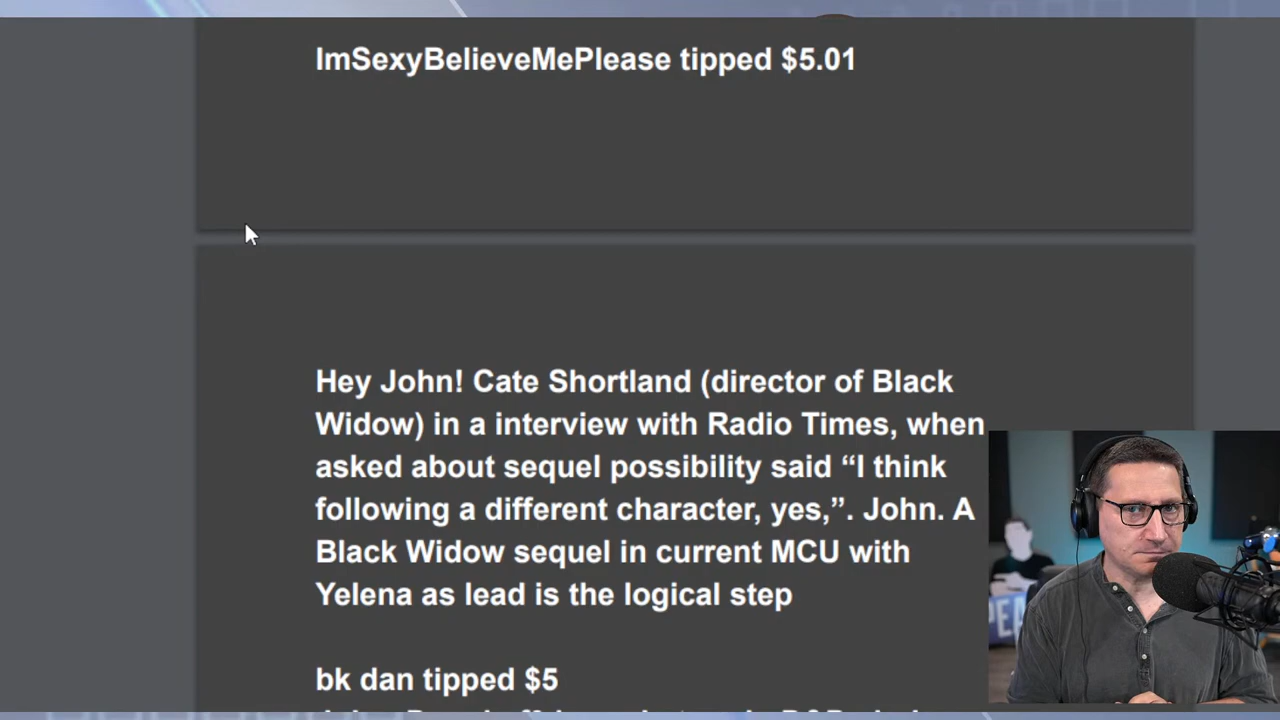 ImSexyBelieveMePlease tipped $5.01
Hey John! Cate Shortland (director of Black
Widow) in a interview with Radio Times, when
asked about sequel possibility said “I think
following a different character, yes,”. John. A
Black Widow sequel in current MCU with
Yelena as lead is the logical step
bk dan tipped $5